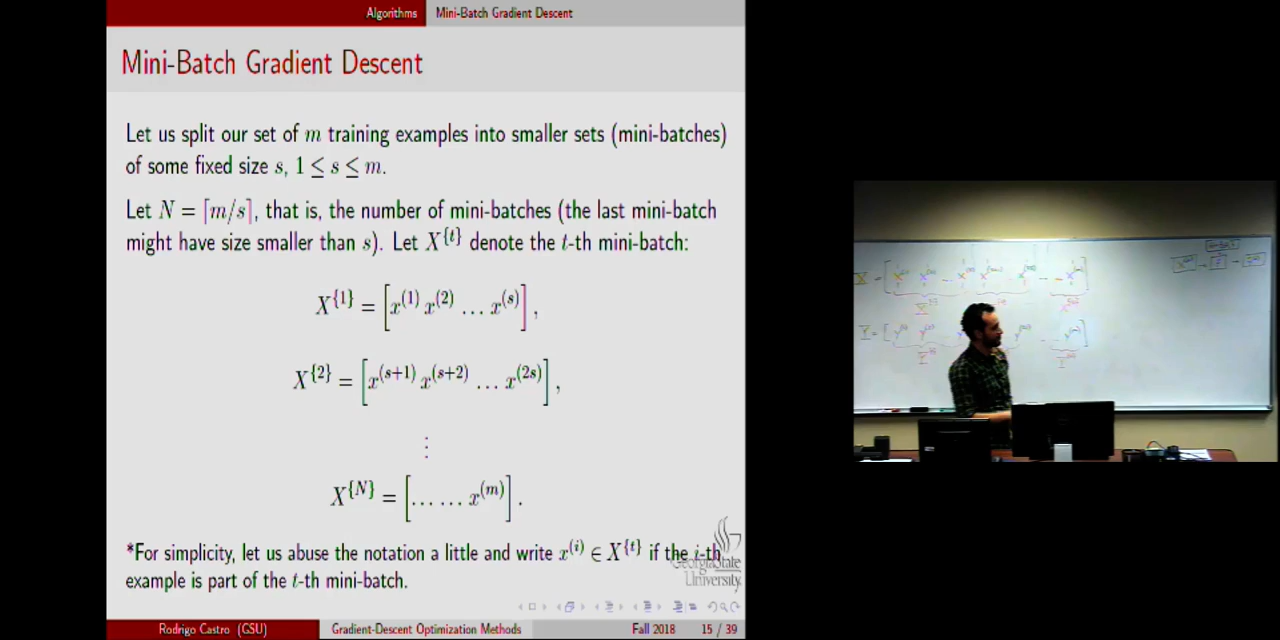 Algorithms Mini-Batch Gradient Descent
Mini-Batch Gradient Descent
Let us split our set of m training examples into smaller sets (mini-batches)
of some fixed size s, 1 ≤ s ≤ m.
Let N = ⌈m/s⌉, that is, the number of mini-batches (the last mini-batch
might have size smaller than s). Let X^{t} denote the t-th mini-batch:
X^{1} = [x^(1) x^(2) … x^(s)],
X^{2} = [x^(s+1) x^(s+2) … x^(2s)],
⋮
X^{N} = [… … x^(m)].
*For simplicity, let us abuse the notation a little and write x^(i) ∈ X^{t} if the i-th
example is part of the t-th mini-batch.
GeorgiaState
University
Rodrigo Castro (GSU) Gradient-Descent Optimization Methods Fall 2018 15 / 39